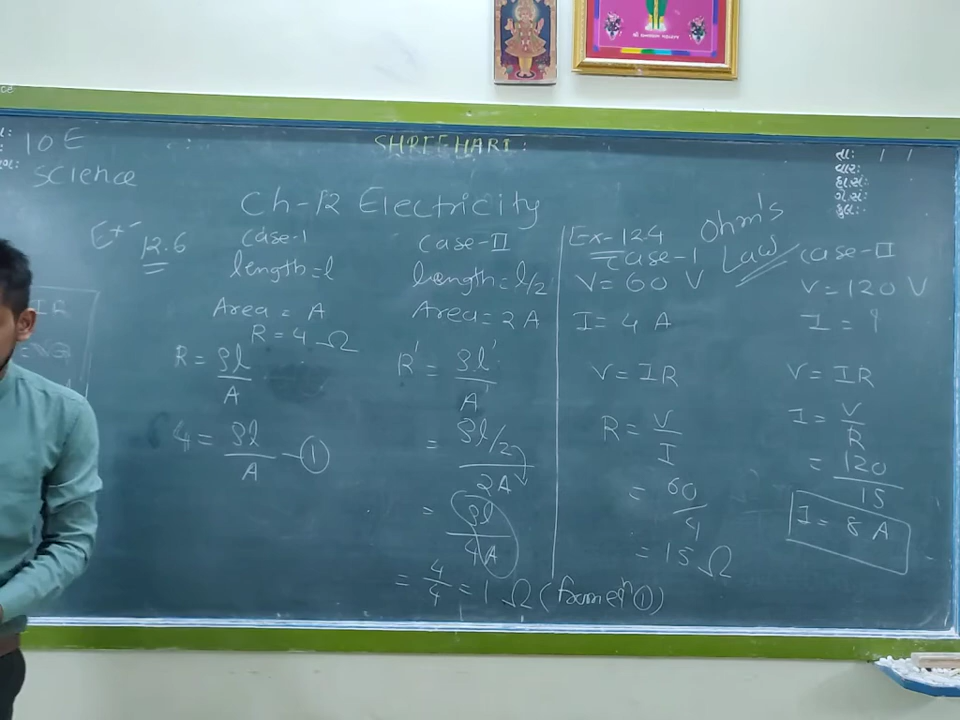 10 E
SHREEHARI
Science
તા:
વાર:
Ch-12 Electricity
Ex- 12.6
Case-I
length=l
Area = A
R = 4 Ω
R = ρl
A
4 = ρl
A
①
Case-II
length=l/2
Area=2A
R' = ρl'
A'
= ρl/2
2A
= ρl
4A
= 4/4 = 1 Ω (from eqn ①)
Ohm's
Law
Ex-12.4
Case-I
V= 60 V
I= 4 A
V= IR
R = V
I
= 60
4
= 15 Ω
Case-II
V=120 V
I = ?
V= IR
I = V
R
= 120
15
I = 8 A